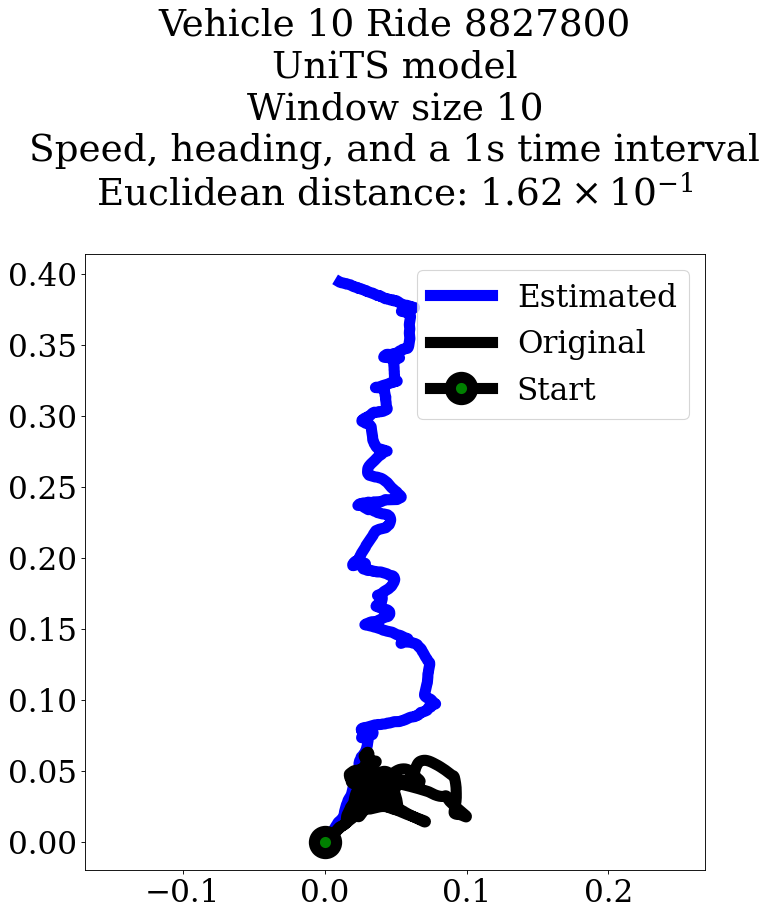 Vehicle 10 Ride 8827800
UniTS model
Window size 10
Speed, heading, and a 1s time interval
Euclidean distance: 1.62 × 10⁻¹
Estimated
Original
Start
0.40
0.35
0.30
0.25
0.20
0.15
0.10
0.05
0.00
−0.1 0.0 0.1 0.2